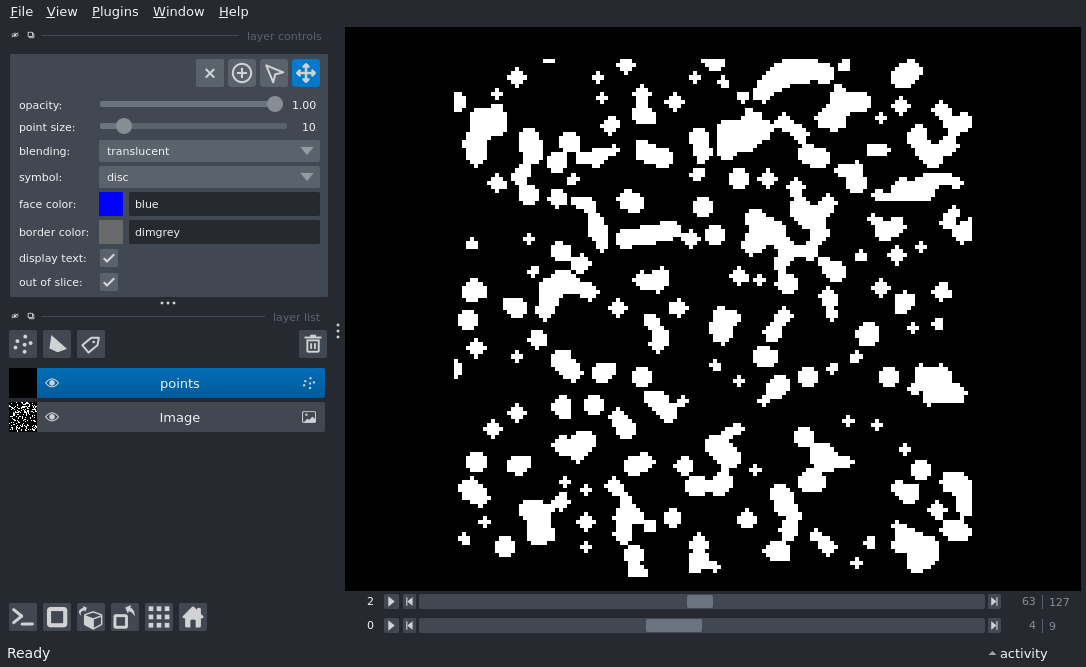 File View Plugins Window Help
layer controls
opacity: 1.00
point size: 10
blending: translucent
symbol: disc
face color: blue
border color: dimgrey
display text:
out of slice:
layer list
points
Image
2 63 127
0 4 9
Ready activity